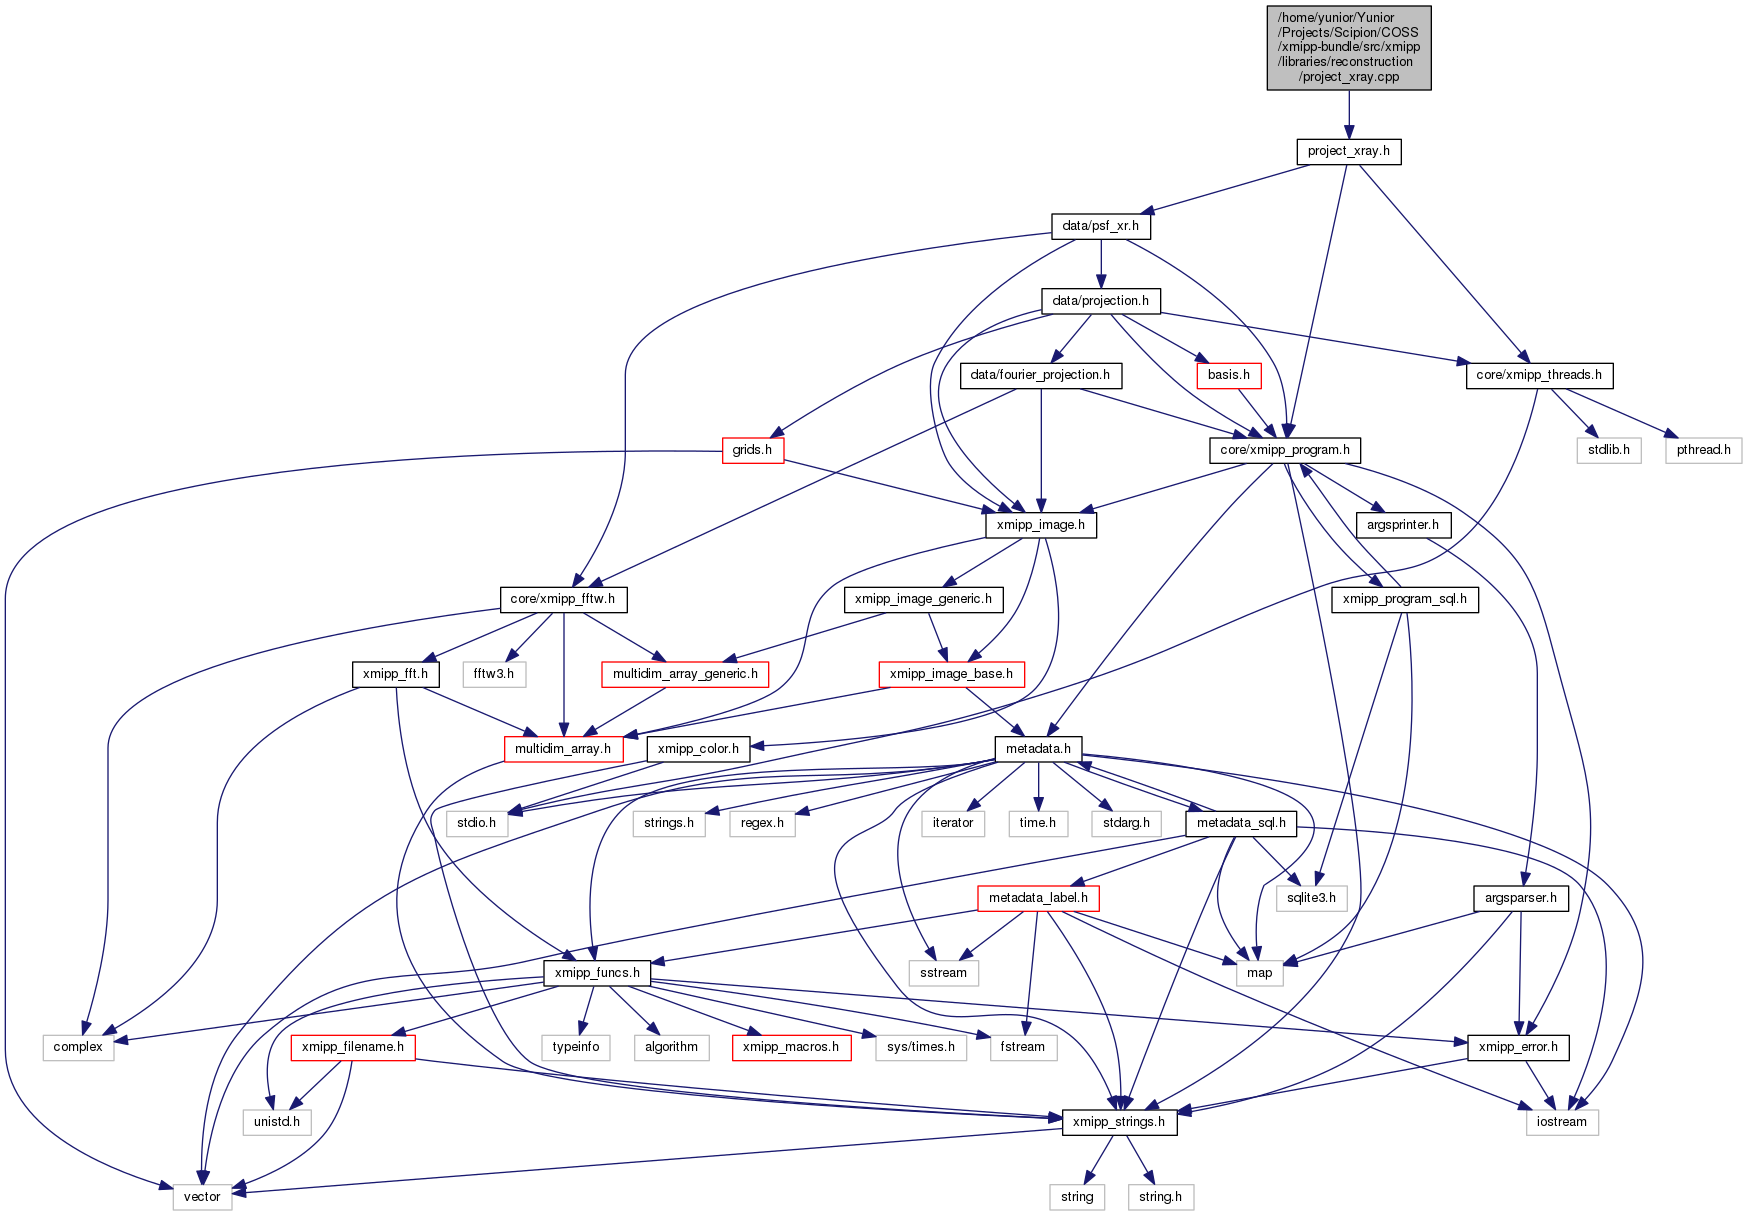 /home/yunior/Yunior
/Projects/Scipion/COSS
/xmipp-bundle/src/xmipp
/libraries/reconstruction
/project_xray.cpp
project_xray.h
data/psf_xr.h
data/projection.h
data/fourier_projection.h
basis.h
core/xmipp_threads.h
grids.h
core/xmipp_program.h
stdlib.h
pthread.h
xmipp_image.h
argsprinter.h
core/xmipp_fftw.h
xmipp_image_generic.h
xmipp_program_sql.h
xmipp_fft.h
fftw3.h
multidim_array_generic.h
xmipp_image_base.h
multidim_array.h
xmipp_color.h
metadata.h
stdio.h
strings.h
regex.h
iterator
time.h
stdarg.h
metadata_sql.h
metadata_label.h
sqlite3.h
argsparser.h
xmipp_funcs.h
sstream
map
complex
xmipp_filename.h
typeinfo
algorithm
xmipp_macros.h
sys/times.h
fstream
xmipp_error.h
unistd.h
xmipp_strings.h
iostream
vector
string
string.h